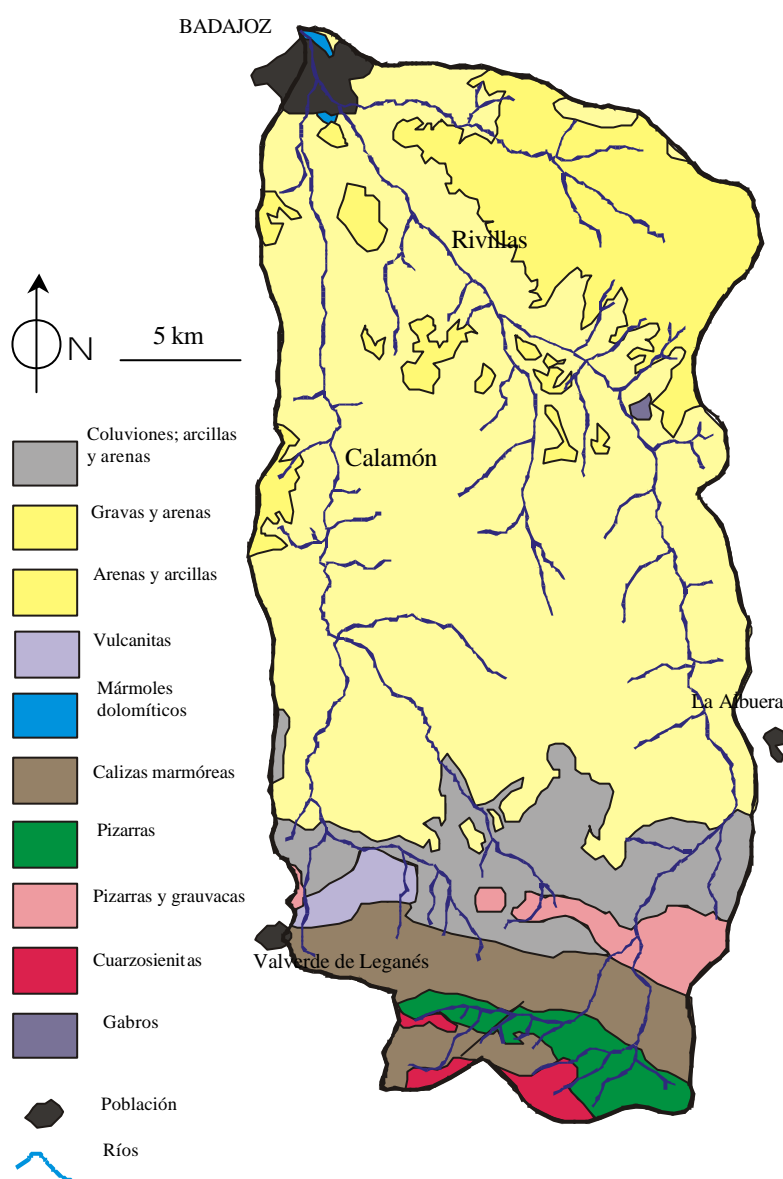 BADAJOZ
Rivillas
N
5 km
Calamón
La Albuera
Valverde de Leganés
Coluviones; arcillas
y arenas
Gravas y arenas
Arenas y arcillas
Vulcanitas
Mármoles
dolomíticos
Calizas marmóreas
Pizarras
Pizarras y grauvacas
Cuarzosienitas
Gabros
Población
Ríos